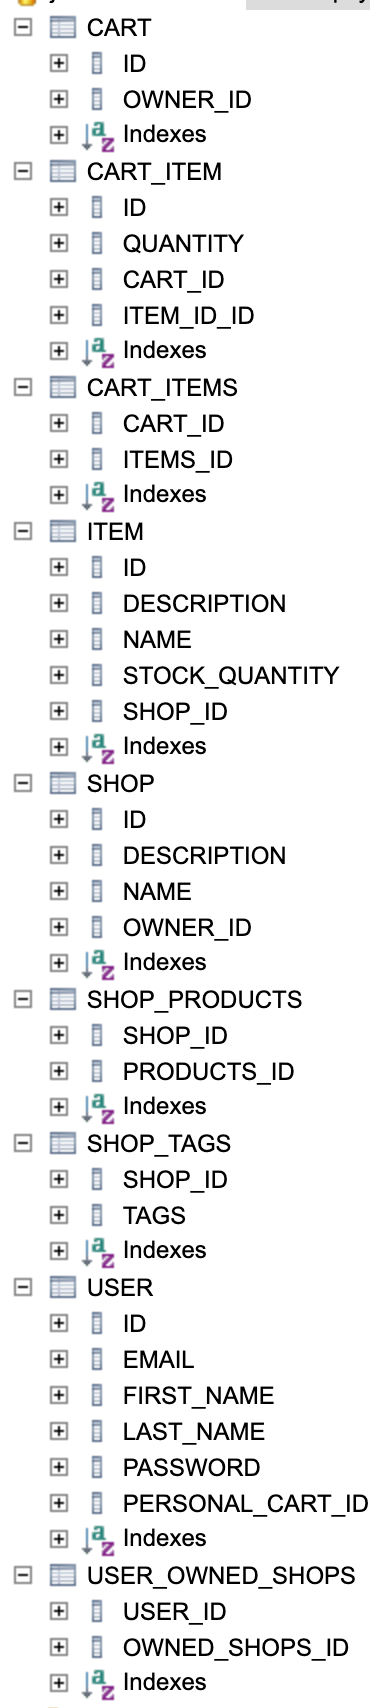 CART
ID
OWNER_ID
Indexes
CART_ITEM
ID
QUANTITY
CART_ID
ITEM_ID_ID
Indexes
CART_ITEMS
CART_ID
ITEMS_ID
Indexes
ITEM
ID
DESCRIPTION
NAME
STOCK_QUANTITY
SHOP_ID
Indexes
SHOP
ID
DESCRIPTION
NAME
OWNER_ID
Indexes
SHOP_PRODUCTS
SHOP_ID
PRODUCTS_ID
Indexes
SHOP_TAGS
SHOP_ID
TAGS
Indexes
USER
ID
EMAIL
FIRST_NAME
LAST_NAME
PASSWORD
PERSONAL_CART_ID
Indexes
USER_OWNED_SHOPS
USER_ID
OWNED_SHOPS_ID
Indexes